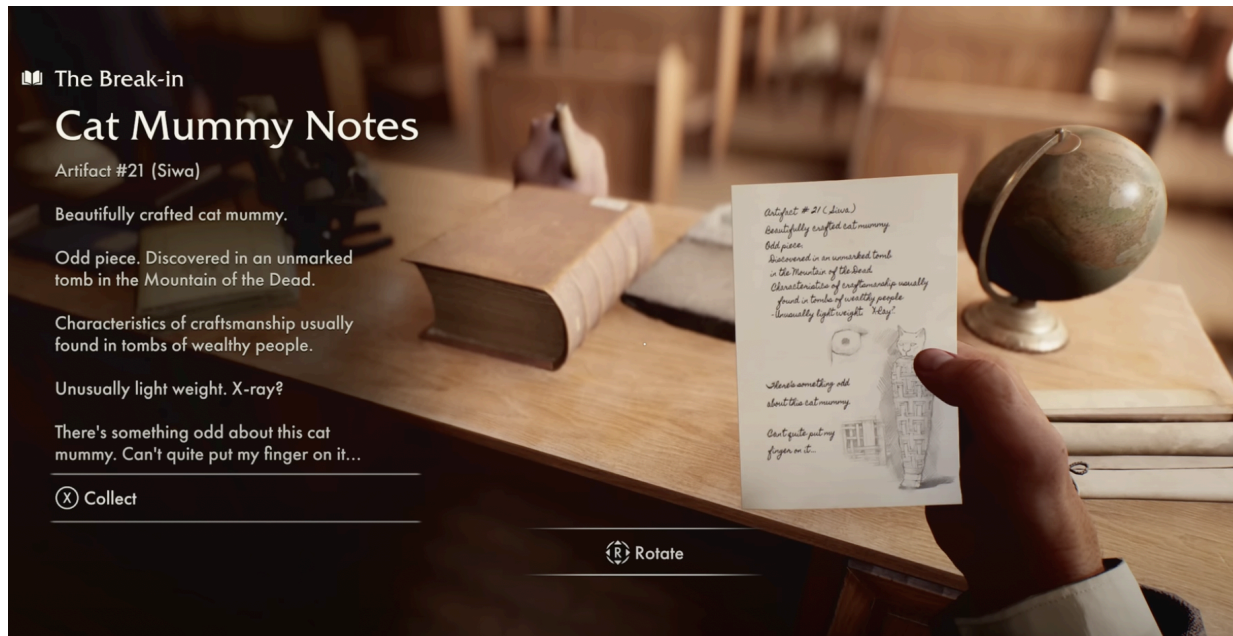 The Break-in
Cat Mummy Notes
Artifact #21 (Siwa)
Beautifully crafted cat mummy.
Odd piece. Discovered in an unmarked
tomb in the Mountain of the Dead.
Characteristics of craftsmanship usually
found in tombs of wealthy people.
Unusually light weight. X-ray?
There's something odd about this cat
mummy. Can't quite put my finger on it...
X Collect
R Rotate
Artifact #21 (Siwa)
Beautifully crafted cat mummy.
Odd piece.
Discovered in an unmarked tomb
in the Mountain of the Dead
Characteristics of craftsmanship usually
found in tombs of wealthy people
-Unusually light weight. X-Ray?
There's something odd
about this cat mummy.
Can't quite put my
finger on it...